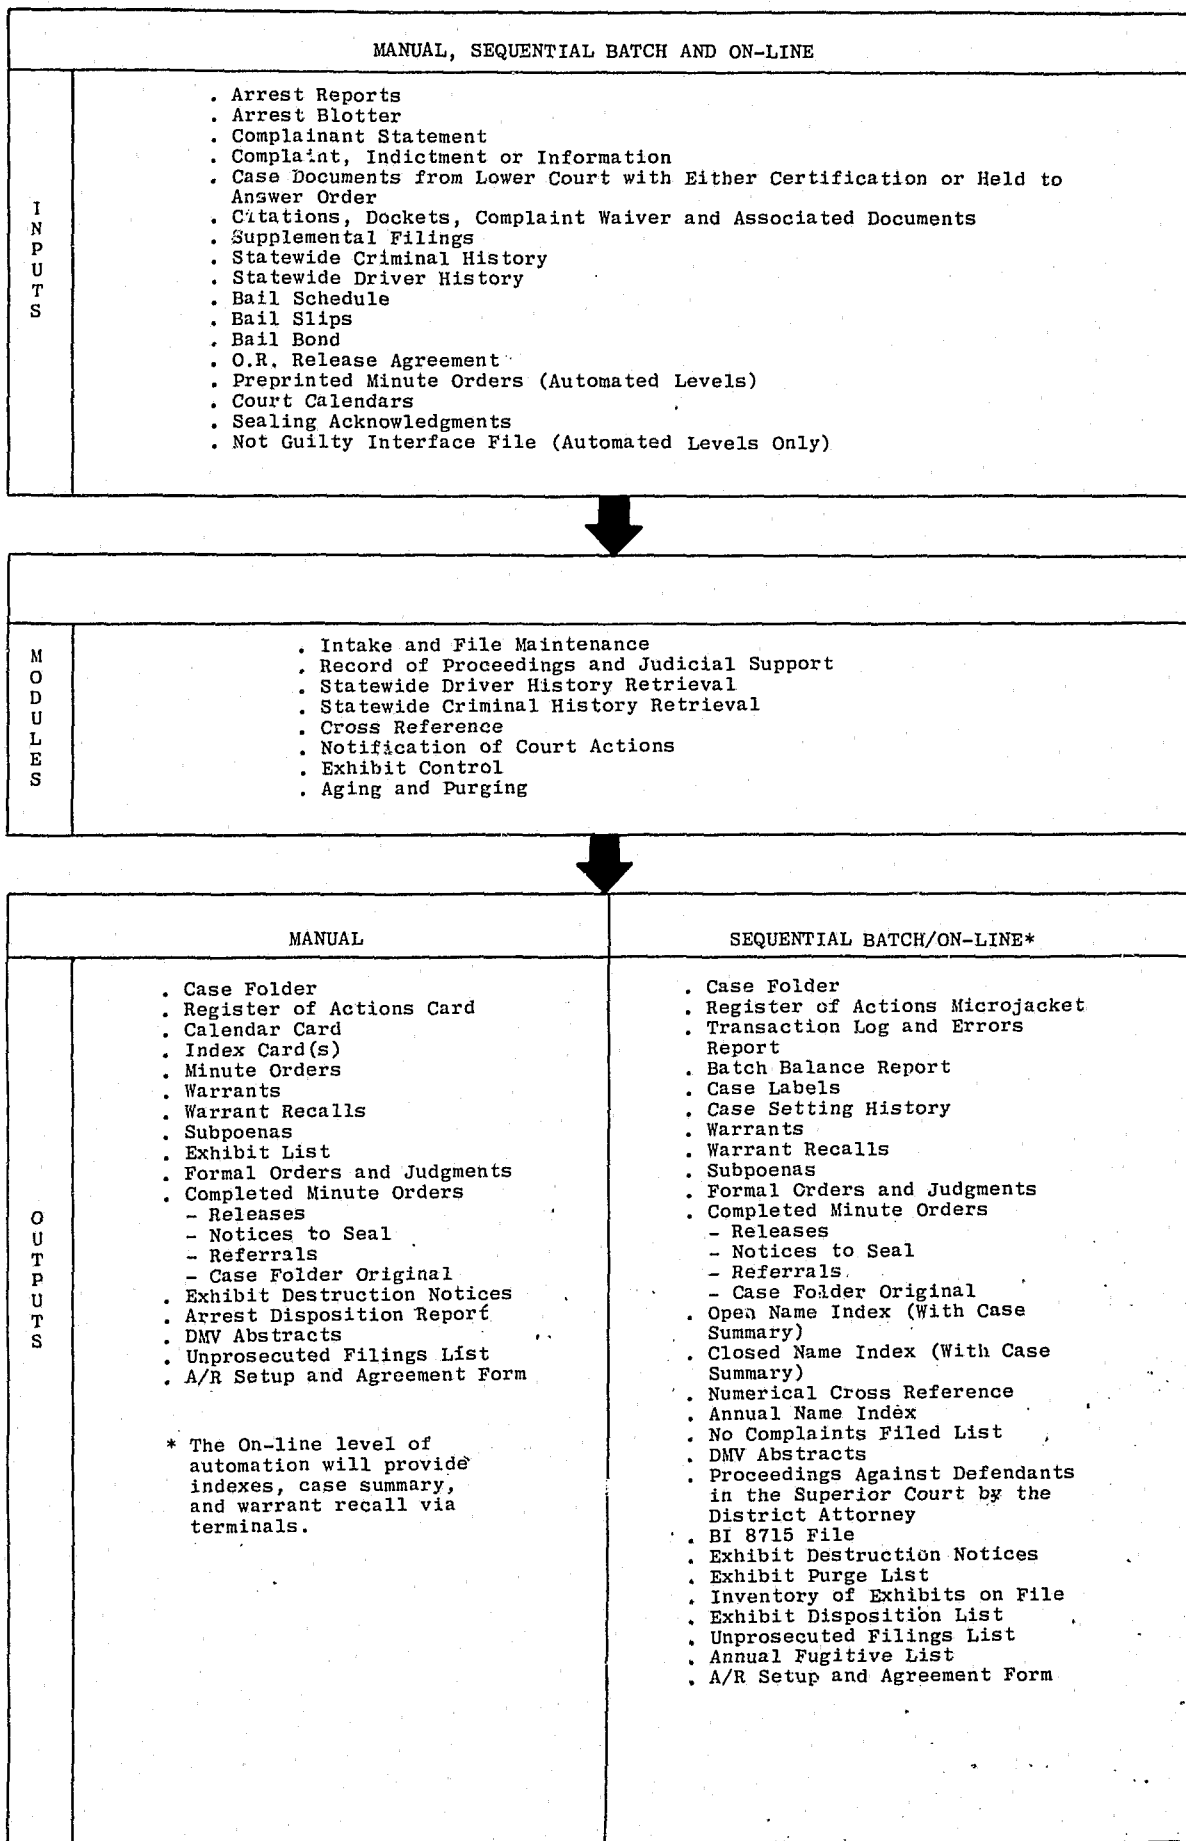 MANUAL, SEQUENTIAL BATCH AND ON-LINE
INPUTS
. Arrest Reports
. Arrest Blotter
. Complainant Statement
. Complaint, Indictment or Information
. Case Documents from Lower Court with Either Certification or Held to
Answer Order
. Citations, Dockets, Complaint Waiver and Associated Documents
. Supplemental Filings
. Statewide Criminal History
. Statewide Driver History
. Bail Schedule
. Bail Slips
. Bail Bond
. O.R. Release Agreement
. Preprinted Minute Orders (Automated Levels)
. Court Calendars
. Sealing Acknowledgments
. Not Guilty Interface File (Automated Levels Only)
MODULES
. Intake and File Maintenance
. Record of Proceedings and Judicial Support
. Statewide Driver History Retrieval
. Statewide Criminal History Retrieval
. Cross Reference
. Notification of Court Actions
. Exhibit Control
. Aging and Purging
OUTPUTS
MANUAL
. Case Folder
. Register of Actions Card
. Calendar Card
. Index Card(s)
. Minute Orders
. Warrants
. Warrant Recalls
. Subpoenas
. Exhibit List
. Formal Orders and Judgments
. Completed Minute Orders
- Releases
- Notices to Seal
- Referrals
- Case Folder Original
. Exhibit Destruction Notices
. Arrest Disposition Report
. DMV Abstracts
. Unprosecuted Filings List
. A/R Setup and Agreement Form
* The On-line level of
automation will provide
indexes, case summary,
and warrant recall via
terminals.
SEQUENTIAL BATCH/ON-LINE*
. Case Folder
. Register of Actions Microjacket
. Transaction Log and Errors
Report
. Batch Balance Report
. Case Labels
. Case Setting History
. Warrants
. Warrant Recalls
. Subpoenas
. Formal Orders and Judgments
. Completed Minute Orders
- Releases
- Notices to Seal
- Referrals
- Case Folder Original
. Open Name Index (With Case
Summary)
. Closed Name Index (With Case
Summary)
. Numerical Cross Reference
. Annual Name Index
. No Complaints Filed List
. DMV Abstracts
. Proceedings Against Defendants
in the Superior Court by the
District Attorney
. BI 8715 File
. Exhibit Destruction Notices
. Exhibit Purge List
. Inventory of Exhibits on File
. Exhibit Disposition List
. Unprosecuted Filings List
. Annual Fugitive List
. A/R Setup and Agreement Form